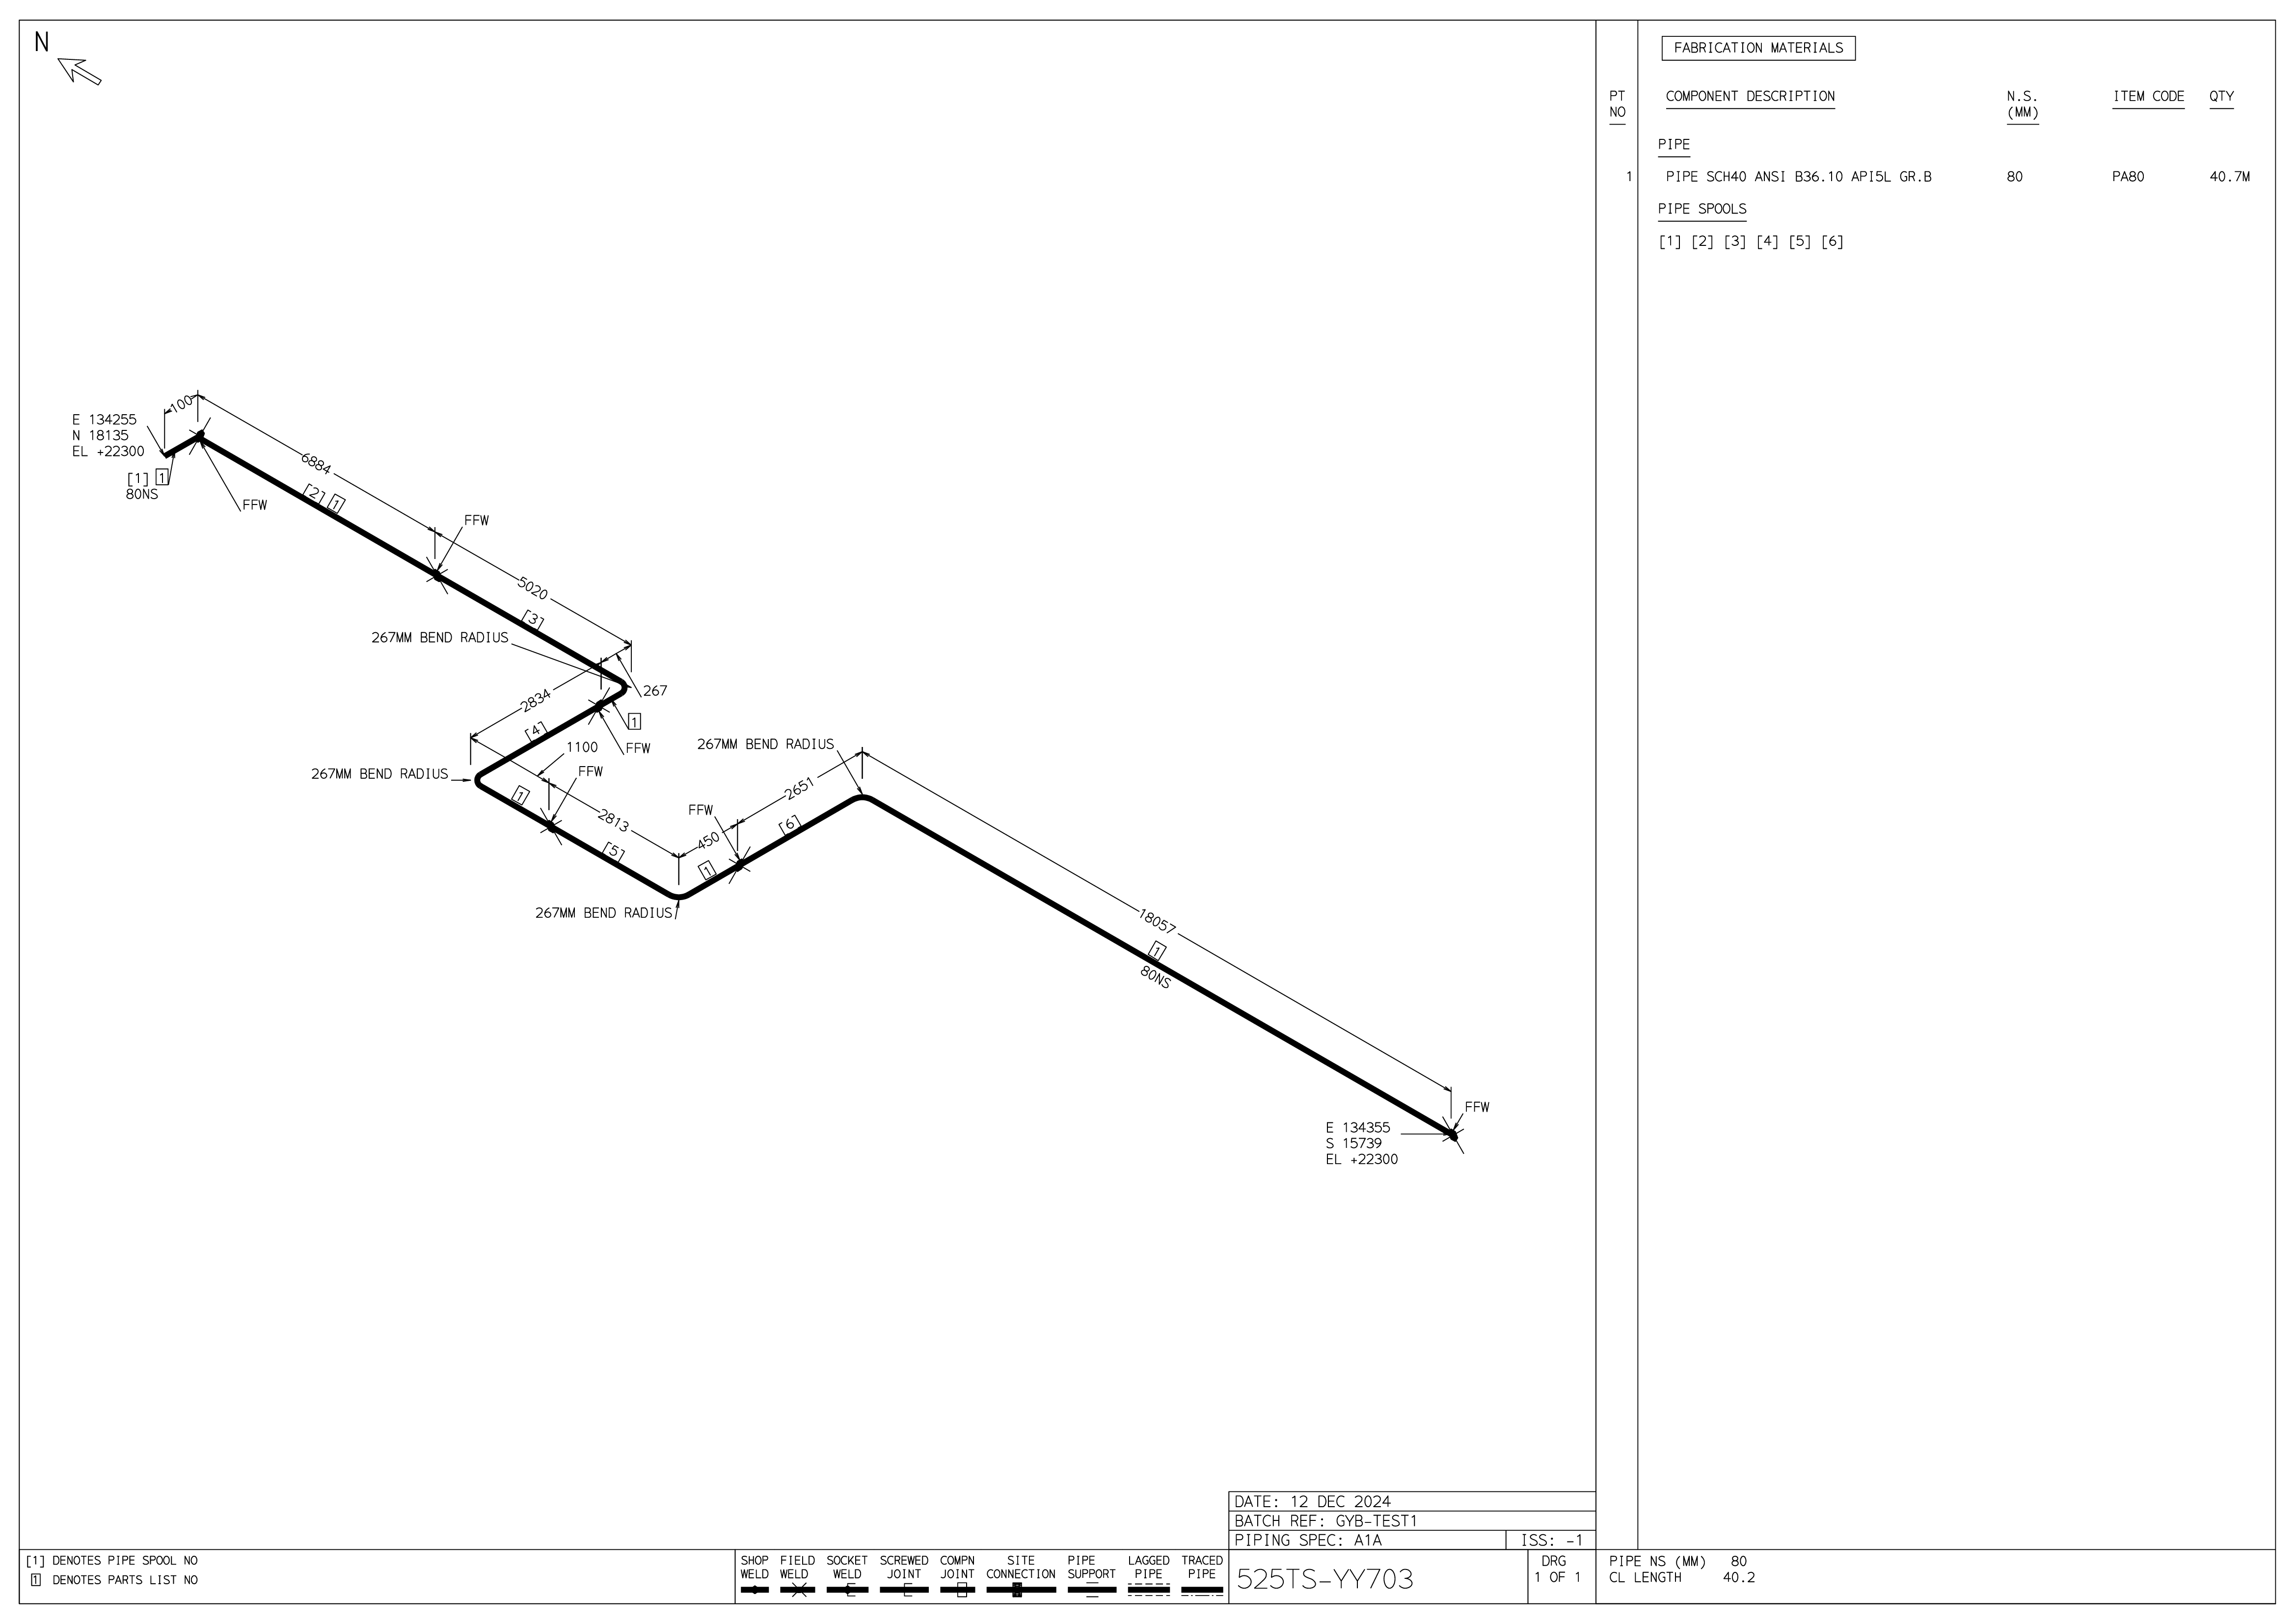 N
FABRICATION MATERIALS
PT NO COMPONENT DESCRIPTION N.S. (MM) ITEM CODE QTY
PIPE
1 PIPE SCH40 ANSI B36.10 API5L GR.B 80 PA80 40.7M
PIPE SPOOLS
[1] [2] [3] [4] [5] [6]
100
E 134255
N 18135
EL +22300
[1] 1
80NS
6884
[2] 1
FFW
FFW
5020
[3]
267MM BEND RADIUS
267
2834
1
[4]
FFW
1100
267MM BEND RADIUS
FFW
1
2813
[5]
267MM BEND RADIUS
2651
FFW
450
[6]
1
267MM BEND RADIUS
18057
1
80NS
FFW
E 134355
S 15739
EL +22300
DATE: 12 DEC 2024
BATCH REF: GYB-TEST1
PIPING SPEC: A1A ISS: -1
[1] DENOTES PIPE SPOOL NO
1 DENOTES PARTS LIST NO
SHOP WELD FIELD WELD SOCKET WELD SCREWED JOINT COMPN JOINT SITE CONNECTION PIPE SUPPORT LAGGED PIPE TRACED PIPE
525TS-YY703
DRG
1 OF 1
PIPE NS (MM) 80
CL LENGTH 40.2